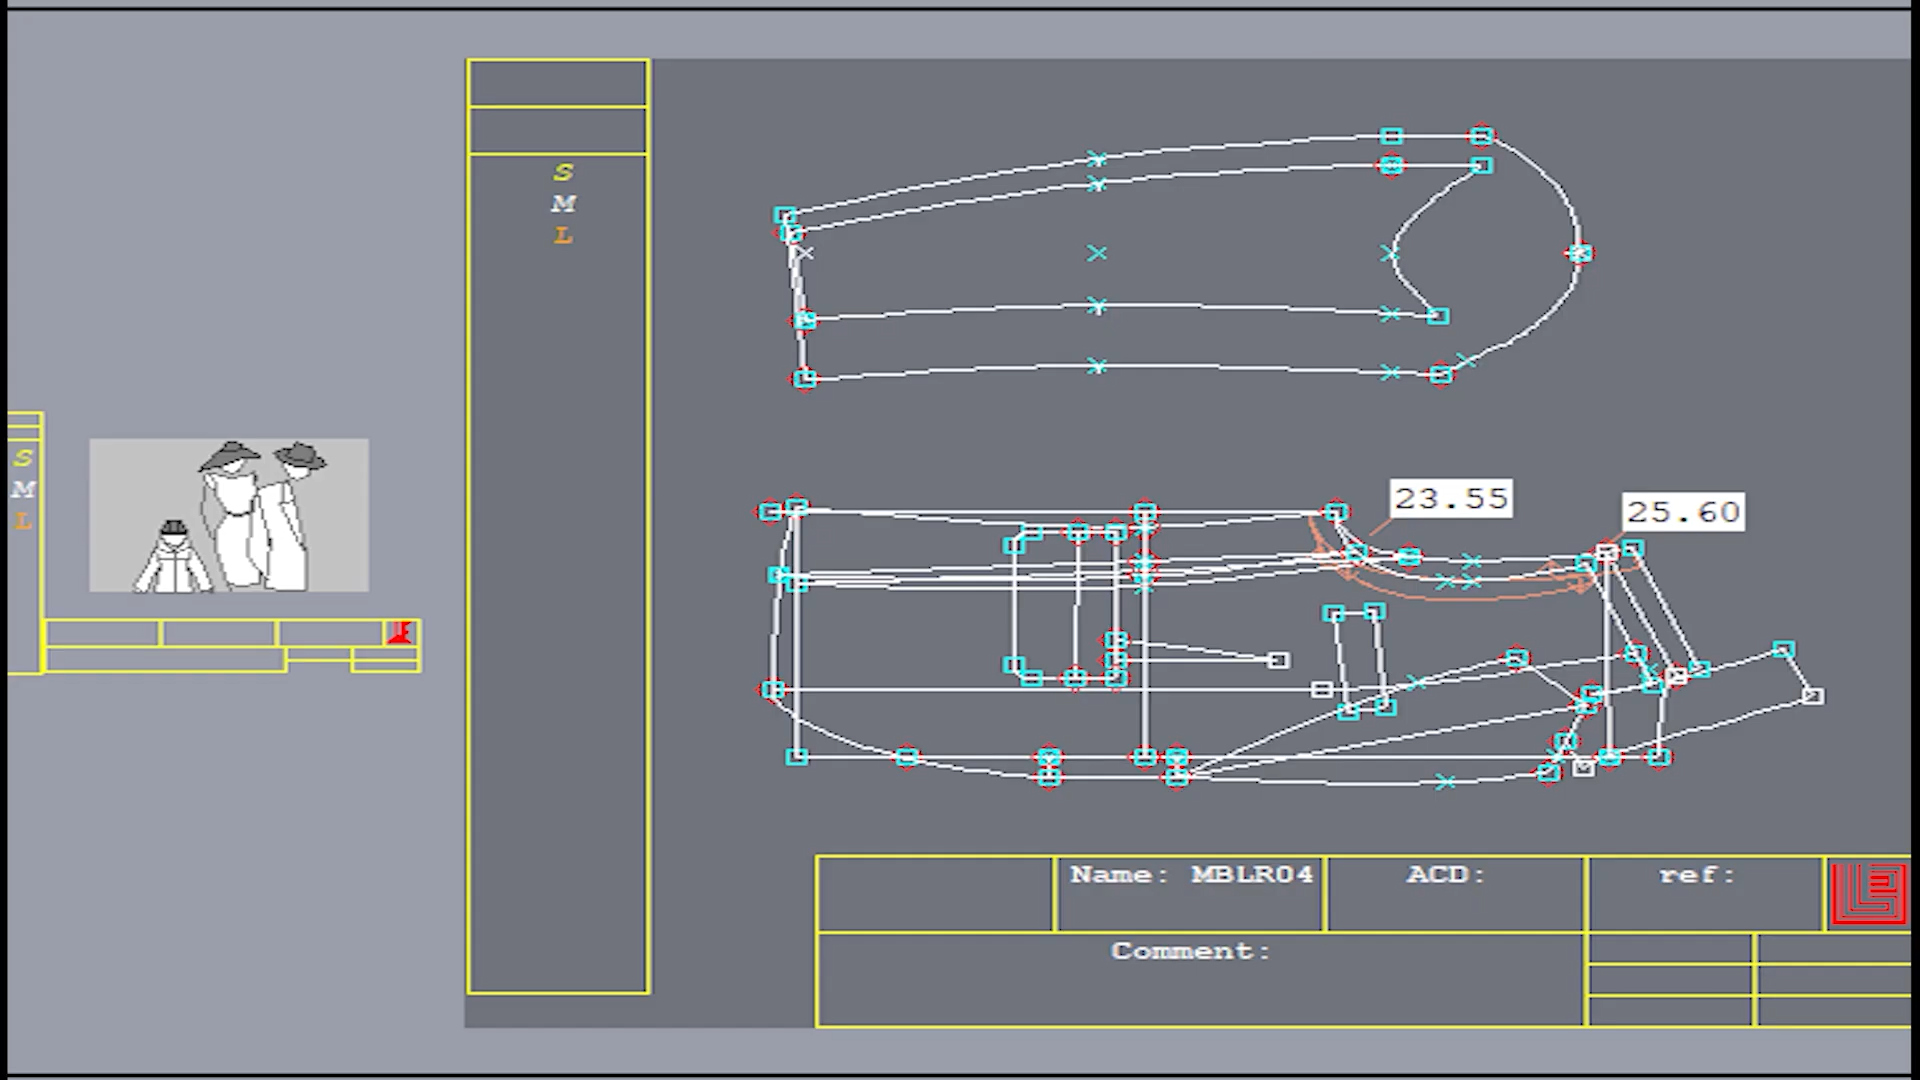 S
M
L
S
M
L
23.55
25.60
Name: MBLR04
ACD:
ref:
Comment: